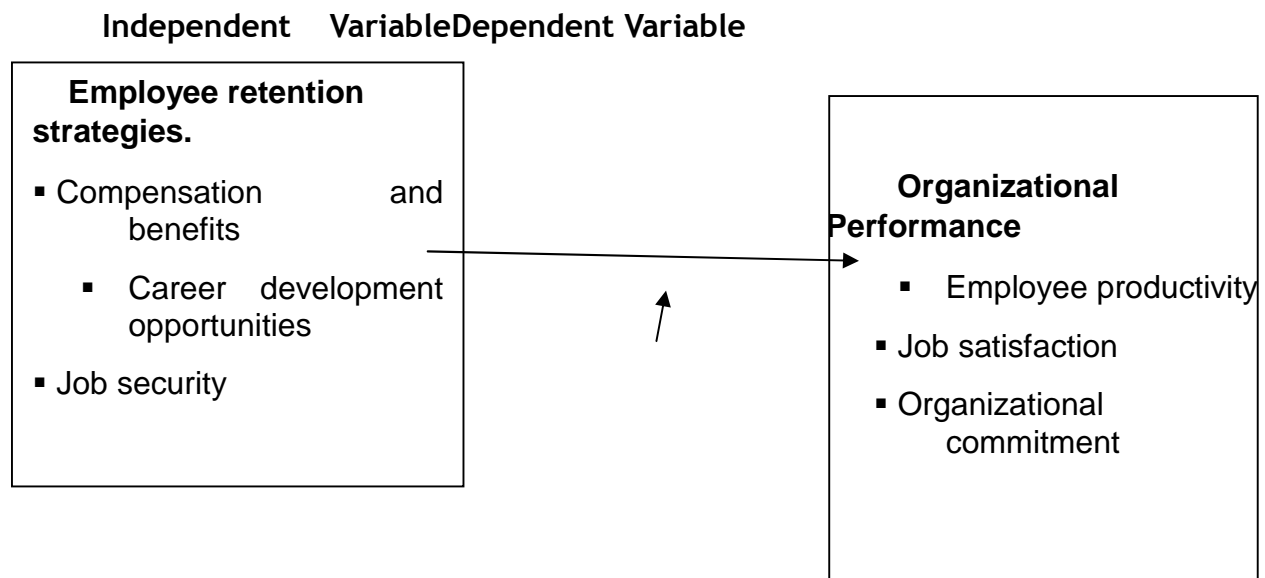 Independent VariableDependent Variable
Employee retention
strategies.
▪ Compensation and
benefits
▪ Career development
opportunities
▪ Job security
Organizational
Performance
▪ Employee productivity
▪ Job satisfaction
▪ Organizational
commitment